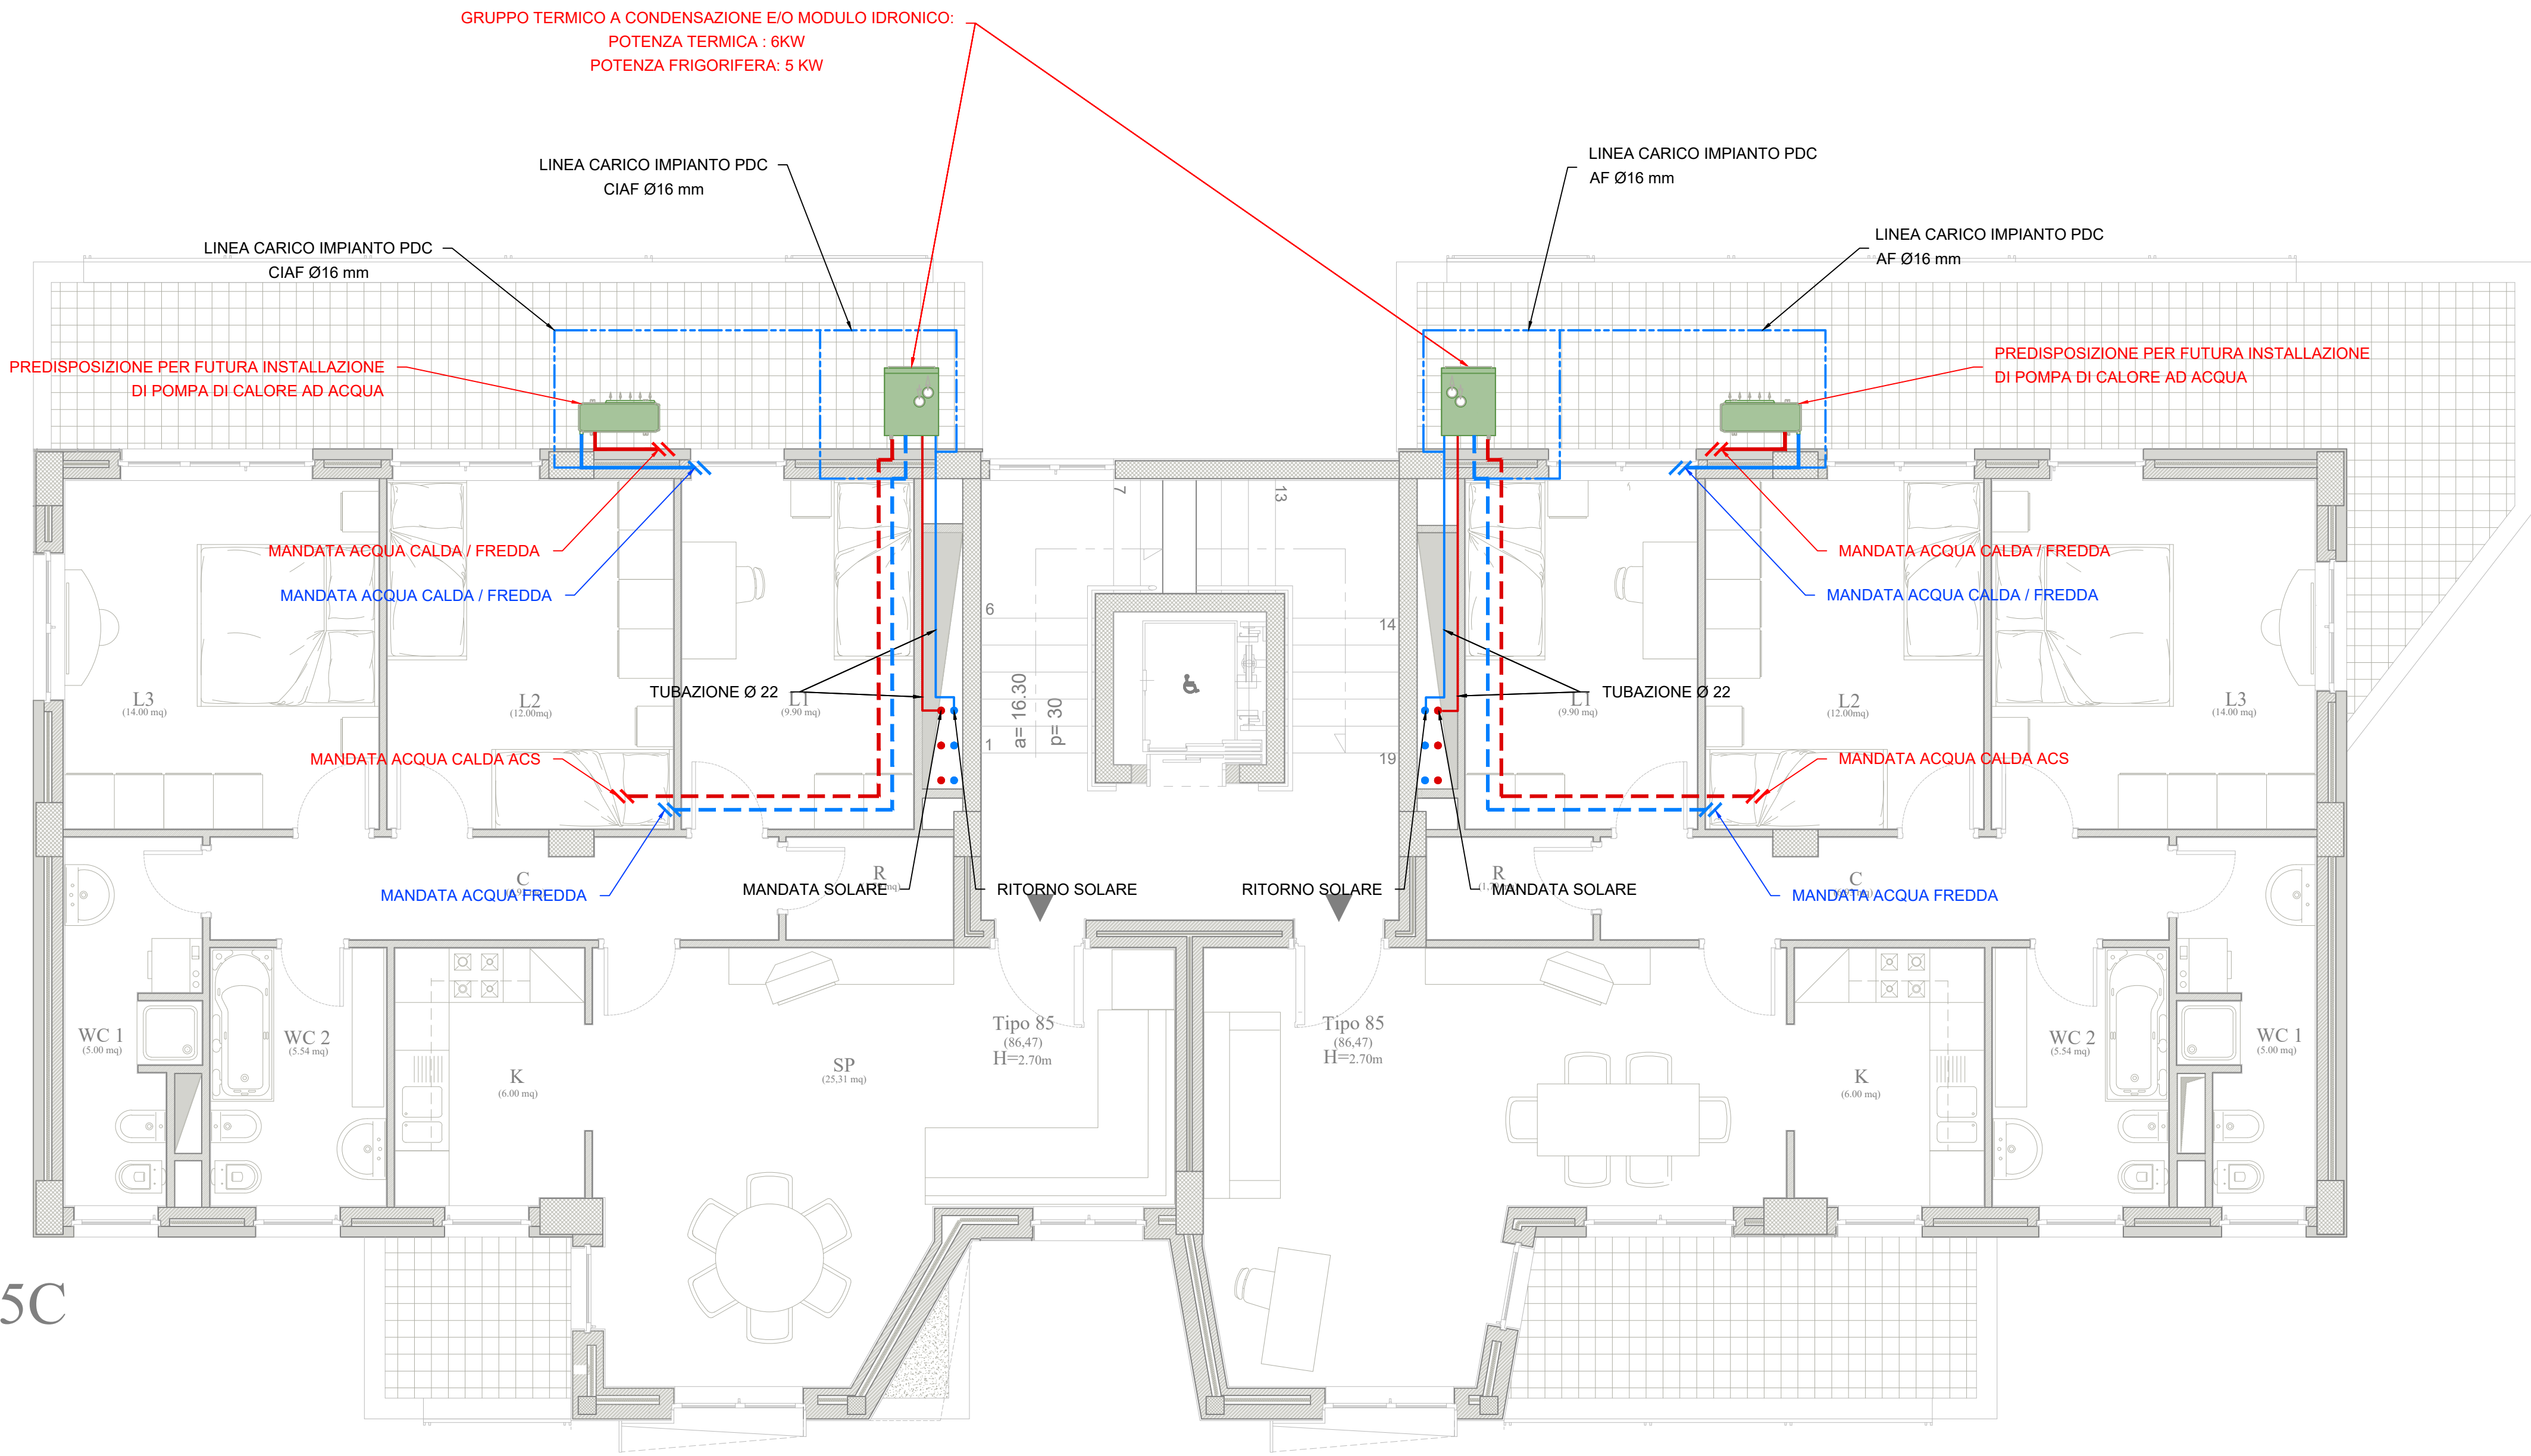 GRUPPO TERMICO A CONDENSAZIONE E/O MODULO IDRONICO:
POTENZA TERMICA : 6KW
POTENZA FRIGORIFERA: 5 KW
LINEA CARICO IMPIANTO PDC
CIAF Ø16 mm
LINEA CARICO IMPIANTO PDC
AF Ø16 mm
LINEA CARICO IMPIANTO PDC
CIAF Ø16 mm
LINEA CARICO IMPIANTO PDC
AF Ø16 mm
PREDISPOSIZIONE PER FUTURA INSTALLAZIONE
DI POMPA DI CALORE AD ACQUA
PREDISPOSIZIONE PER FUTURA INSTALLAZIONE
DI POMPA DI CALORE AD ACQUA
7
13
MANDATA ACQUA CALDA / FREDDA
MANDATA ACQUA CALDA / FREDDA
MANDATA ACQUA CALDA / FREDDA
MANDATA ACQUA CALDA / FREDDA
6
14
L3
(14.00 mq)
L2
(12.00mq)
TUBAZIONE Ø 22
L1
(9.90 mq)
a= 16.30
p= 30
TUBAZIONE Ø 22
L1
(9.90 mq)
L2
(12.00mq)
L3
(14.00 mq)
1
19
MANDATA ACQUA CALDA ACS
MANDATA ACQUA CALDA ACS
C
MANDATA ACQUA FREDDA
R
MANDATA SOLARE
RITORNO SOLARE
RITORNO SOLARE
R
MANDATA SOLARE
C
MANDATA ACQUA FREDDA
WC 1
(5.00 mq)
WC 2
(5.54 mq)
K
(6.00 mq)
SP
(25,31 mq)
Tipo 85
(86,47)
H=2.70m
Tipo 85
(86,47)
H=2.70m
K
(6.00 mq)
WC 2
(5.54 mq)
WC 1
(5.00 mq)
5C